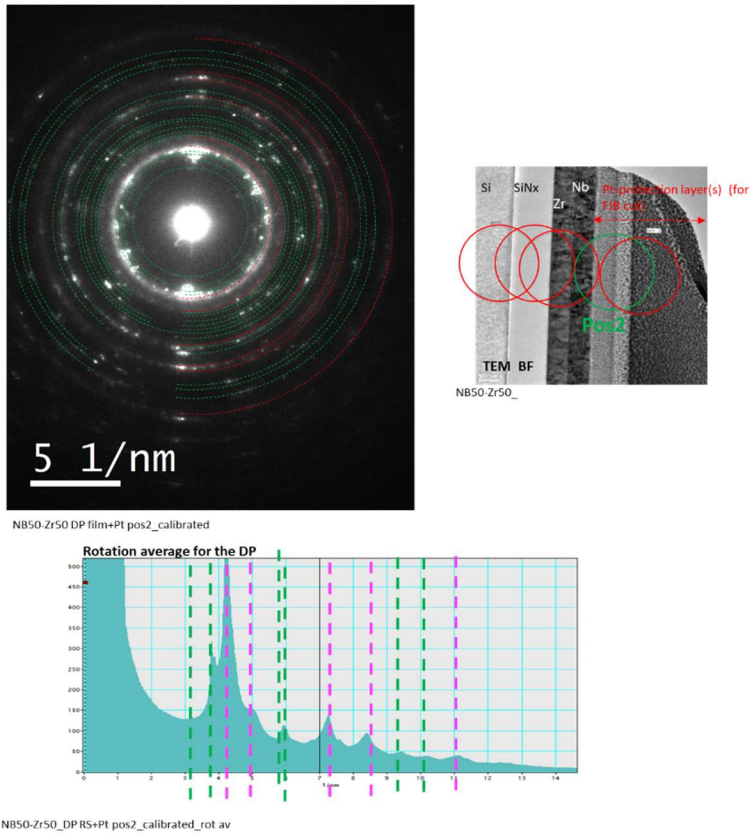 5 1/nm
NB50-Zr50 DP film+Pt pos2_calibrated
Si
SiNx
Nb
Zr
Pt-protection layer(s) (for
FIB cut)
Pos2
TEM BF
NB50-Zr50_
Rotation average for the DP
500
450
400
350
300
250
200
150
100
50
0
0 1 2 3 4 5 6 7 8 9 10 11 12 13 14
1/nm
NB50-Zr50_DP RS+Pt pos2_calibrated_rot av